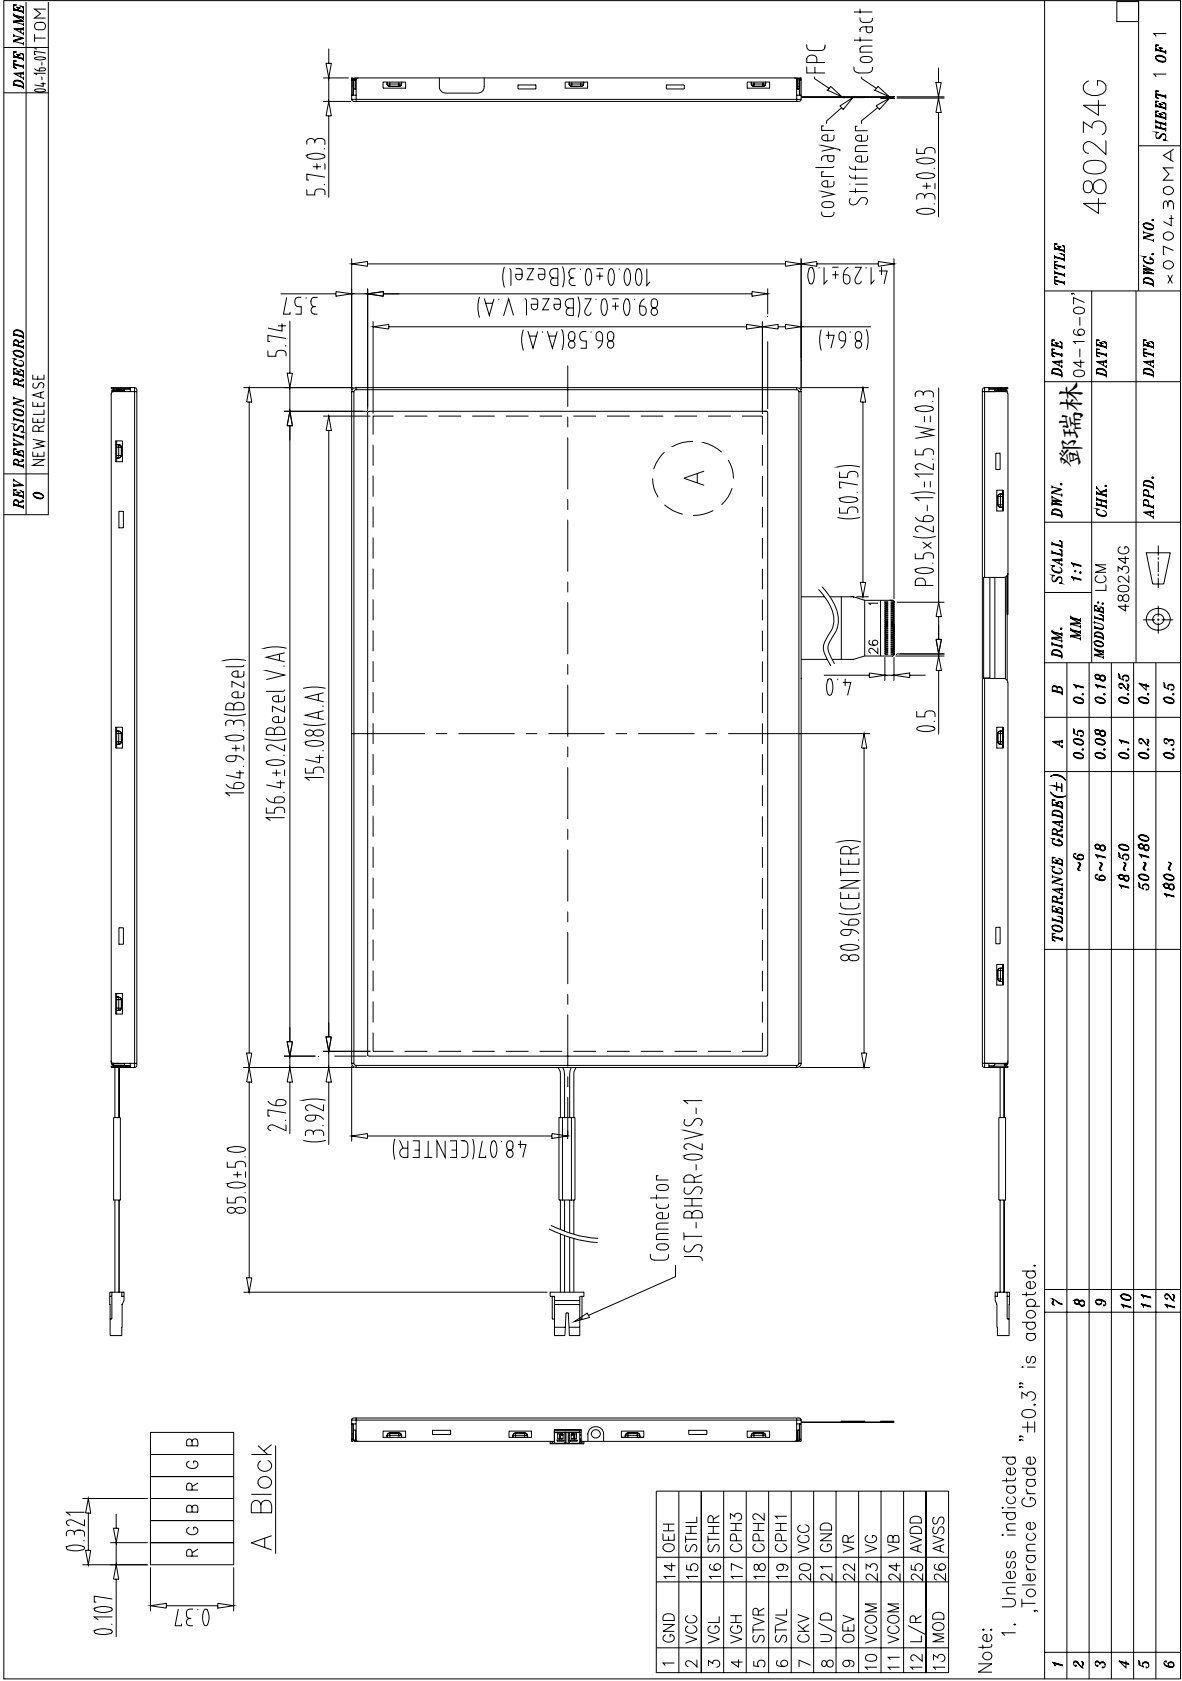 REV REVISION RECORD DATE NAME
0 NEW RELEASE 04-16-07' TOM
0.107
0.321
0.37
R G B R G B
A Block
85.0±5.0
164.9±0.3(Bezel)
2.76
156.4±0.2(Bezel V.A)
5.74
(3.92)
154.08(A.A)
3.57
5.7±0.3
48.07(CENTER)
86.58(A.A)
89.0±0.2(Bezel V.A)
100.0±0.3(Bezel)
(8.64)
41.29±1.0
A
Connector
JST-BHSR-02VS-1
80.96(CENTER)
(50.75)
26 1
4.0
0.5
P0.5x(26-1)=12.5 W=0.3
coverlayer
FPC
Stiffener
Contact
0.3±0.05
1 GND 14 OEH
2 VCC 15 STHL
3 VGL 16 STHR
4 VGH 17 CPH3
5 STVR 18 CPH2
6 STVL 19 CPH1
7 CKV 20 VCC
8 U/D 21 GND
9 OEV 22 VR
10 VCOM 23 VG
11 VCOM 24 VB
12 L/R 25 AVDD
13 MOD 26 AVSS
Note:
1. Unless indicated "±0.3" is adopted.
,Tolerance Grade
1 7
2 8
3 9
4 10
5 11
6 12
TOLERANCE GRADE(±) A B
~6 0.05 0.1
6~18 0.08 0.18
18~50 0.1 0.25
50~180 0.2 0.4
180~ 0.3 0.5
DIM. MM
SCALL 1:1
MODULE: LCM
480234G
DWN. 鄧瑞林
DATE 04-16-07'
CHK. DATE
APPD. DATE
TITLE
480234G
DWG. NO.
×070430MA
SHEET 1 OF 1